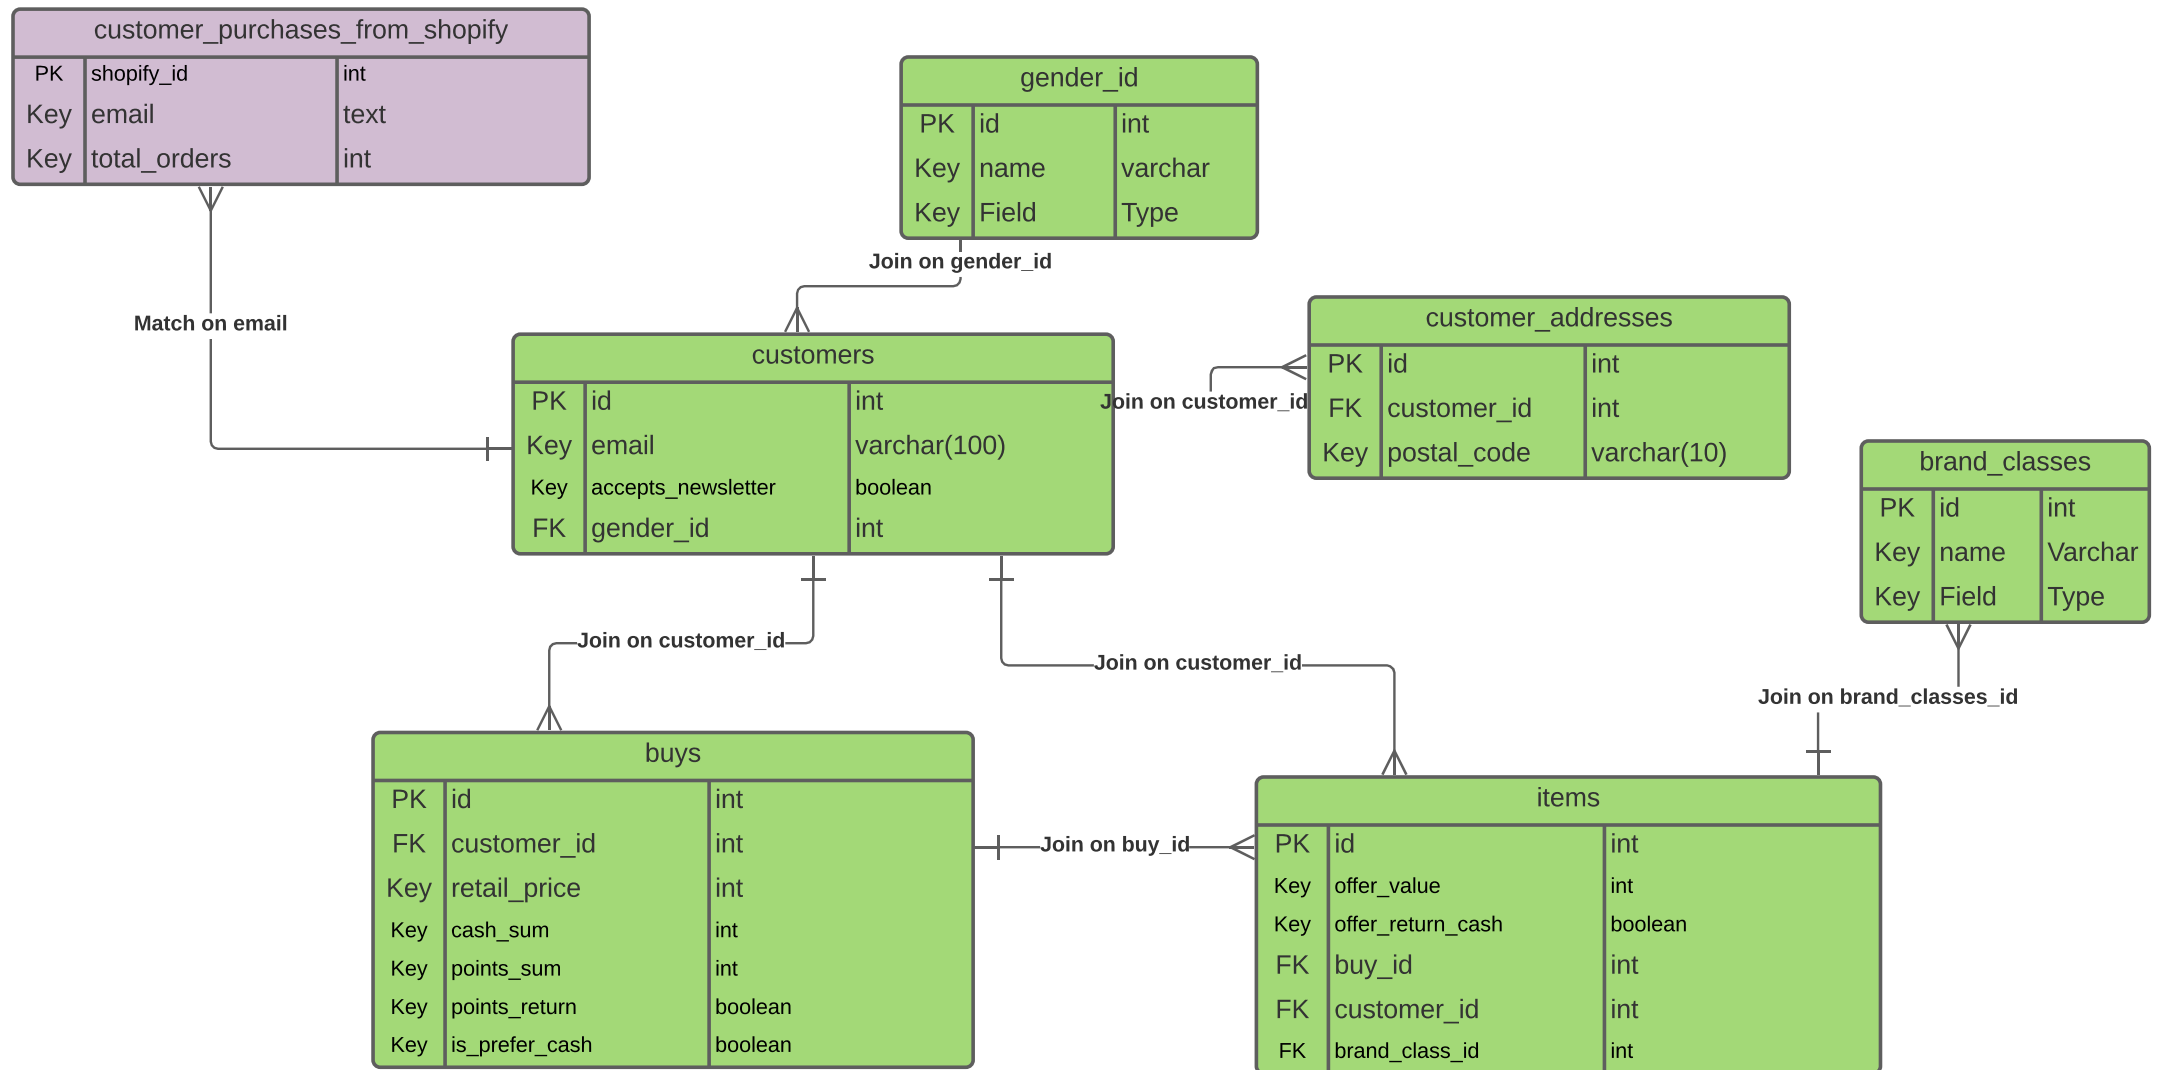 customer_purchases_from_shopify
PK shopify_id int
Key email text
Key total_orders int
gender_id
PK id int
Key name varchar
Key Field Type
Join on gender_id
Match on email
customers
PK id int
Key email varchar(100)
Key accepts_newsletter boolean
FK gender_id int
Join on customer_id
customer_addresses
PK id int
FK customer_id int
Key postal_code varchar(10)
brand_classes
PK id int
Key name Varchar
Key Field Type
Join on customer_id
Join on customer_id
Join on brand_classes_id
buys
PK id int
FK customer_id int
Key retail_price int
Key cash_sum int
Key points_sum int
Key points_return boolean
Key is_prefer_cash boolean
Join on buy_id
items
PK id int
Key offer_value int
Key offer_return_cash boolean
FK buy_id int
FK customer_id int
FK brand_class_id int